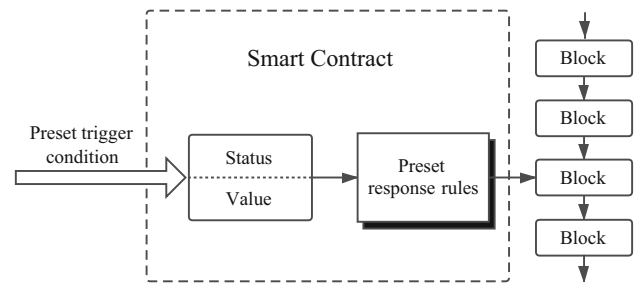 Smart Contract
Preset trigger
condition
Status
Value
Preset
response rules
Block
Block
Block
Block